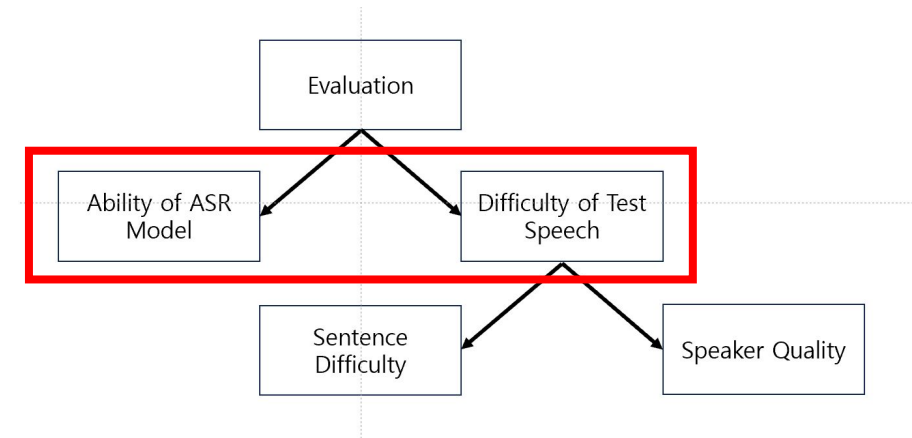 Evaluation
Ability of ASR
Model
Difficulty of Test
Speech
Sentence
Difficulty
Speaker Quality